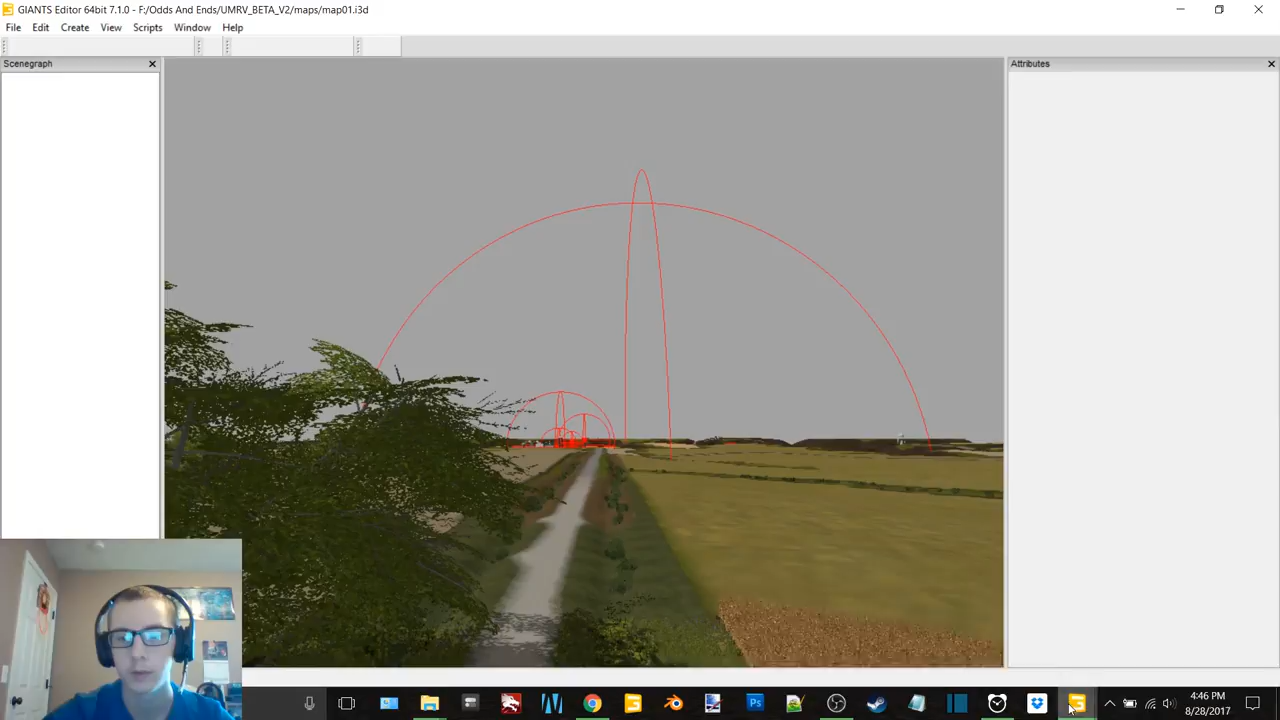 GIANTS Editor 64bit 7.1.0 - F:/Odds And Ends/UMRV_BETA_V2/maps/map01.i3d
File Edit Create View Scripts Window Help
Scenegraph
Attributes
4:46 PM
8/28/2017